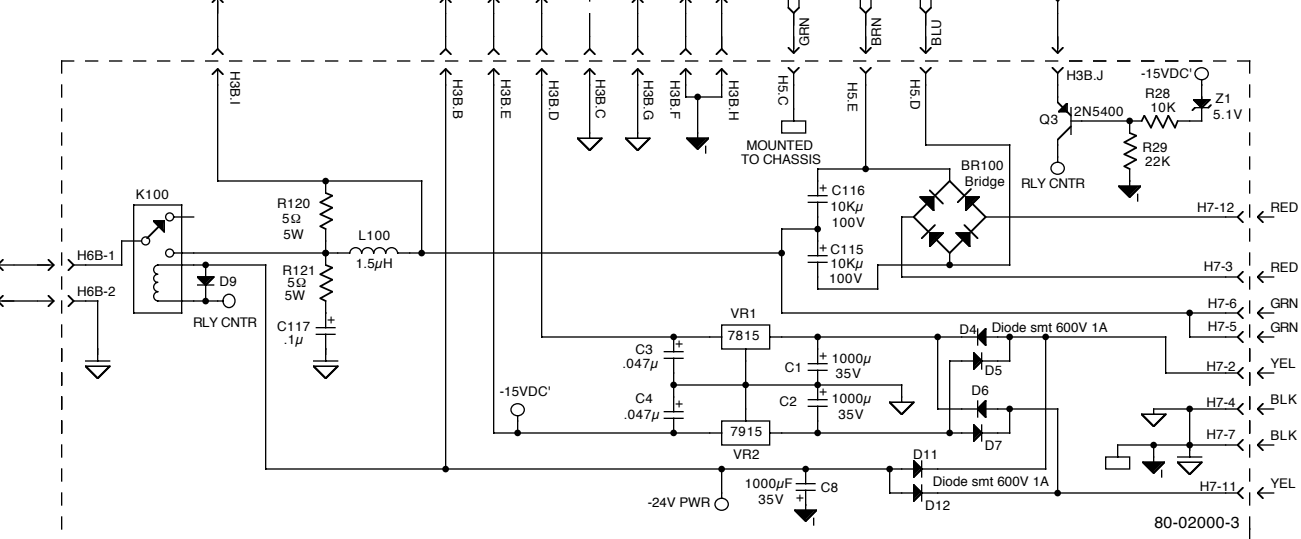 GRN
BRN
BLU
H3B.I
H3B.B
H3B.E
H3B.D
H3B.C
H3B.G
H3B.F
H3B.H
H5.C
H5.E
H5.D
H3B.J
-15VDC'
R28
10K
Z1
5.1V
Q3
2N5400
R29
22K
RLY CNTR
MOUNTED
TO CHASSIS
BR100
Bridge
K100
R120
5Ω
5W
L100
1.5µH
C116
10Kµ
100V
C115
10Kµ
100V
H7-12
RED
H6B-1
D9
R121
5Ω
5W
H7-3
RED
H6B-2
RLY CNTR
C117
.1µ
H7-6
GRN
H7-5
GRN
VR1
7815
D4
Diode smt 600V 1A
D5
C3
.047µ
C1
1000µ
35V
H7-2
YEL
-15VDC'
C4
.047µ
C2
1000µ
35V
D6
H7-4
BLK
7915
VR2
D7
H7-7
BLK
D11
Diode smt 600V 1A
D12
-24V PWR
1000µF
35V
C8
H7-11
YEL
80-02000-3